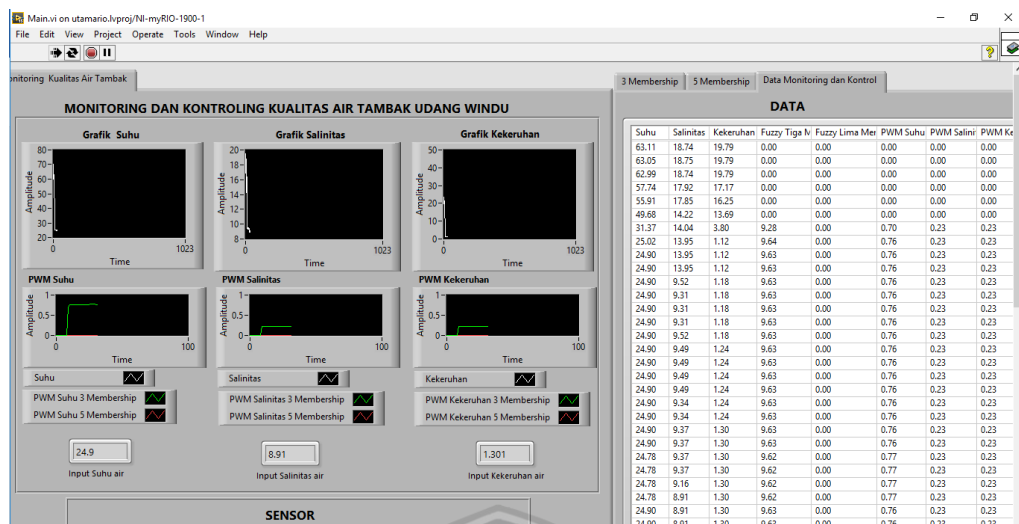 Main.vi on utamario.lvproj/NI-myRIO-1900-1
File Edit View Project Operate Tools Window Help
onitoring Kualitas Air Tambak
MONITORING DAN KONTROLING KUALITAS AIR TAMBAK UDANG WINDU
Grafik Suhu Grafik Salinitas Grafik Kekeruhan
Amplitude
80-
70-
60-
50-
40-
30-
20-
0 1023
Time
Amplitude
20-
18-
16-
14-
12-
10-
8-
0 1023
Time
Amplitude
50-
40-
30-
20-
10-
0-
0 1023
Time
PWM Suhu PWM Salinitas PWM Kekeruhan
Amplitude
1-
0.5-
0-
0 100
Time
Amplitude
1-
0.5-
0-
0 100
Time
Amplitude
1-
0.5-
0-
0 100
Time
Suhu Salinitas Kekeruhan
PWM Suhu 3 Membership PWM Salinitas 3 Membership PWM Kekeruhan 3 Membership
PWM Suhu 5 Membership PWM Salinitas 5 Membership PWM Kekeruhan 5 Membership
24.9 8.91 1.301
Input Suhu air Input Salinitas air Input Kekeruhan air
SENSOR
3 Membership 5 Membership Data Monitoring dan Kontrol
DATA
Suhu Salinitas Kekeruhan Fuzzy Tiga M Fuzzy Lima Mer PWM Suhu PWM Salini PWM Ke
63.11 18.74 19.79 0.00 0.00 0.00 0.00 0.00
63.05 18.75 19.79 0.00 0.00 0.00 0.00 0.00
62.99 18.74 19.79 0.00 0.00 0.00 0.00 0.00
57.74 17.92 17.17 0.00 0.00 0.00 0.00 0.00
55.91 17.85 16.25 0.00 0.00 0.00 0.00 0.00
49.68 14.22 13.69 0.00 0.00 0.00 0.00 0.00
31.37 14.04 3.80 9.28 0.00 0.70 0.23 0.23
25.02 13.95 1.12 9.64 0.00 0.76 0.23 0.23
24.90 13.95 1.12 9.63 0.00 0.76 0.23 0.23
24.90 13.95 1.12 9.63 0.00 0.76 0.23 0.23
24.90 9.52 1.18 9.63 0.00 0.76 0.23 0.23
24.90 9.31 1.18 9.63 0.00 0.76 0.23 0.23
24.90 9.31 1.18 9.63 0.00 0.76 0.23 0.23
24.90 9.31 1.18 9.63 0.00 0.76 0.23 0.23
24.90 9.52 1.18 9.63 0.00 0.76 0.23 0.23
24.90 9.49 1.24 9.63 0.00 0.76 0.23 0.23
24.90 9.49 1.24 9.63 0.00 0.76 0.23 0.23
24.90 9.49 1.24 9.63 0.00 0.76 0.23 0.23
24.90 9.49 1.24 9.63 0.00 0.76 0.23 0.23
24.90 9.34 1.24 9.63 0.00 0.76 0.23 0.23
24.90 9.34 1.24 9.63 0.00 0.76 0.23 0.23
24.90 9.37 1.30 9.63 0.00 0.76 0.23 0.23
24.90 9.37 1.30 9.63 0.00 0.76 0.23 0.23
24.78 9.37 1.30 9.62 0.00 0.77 0.23 0.23
24.78 9.37 1.30 9.62 0.00 0.77 0.23 0.23
24.78 9.16 1.30 9.62 0.00 0.77 0.23 0.23
24.78 8.91 1.30 9.62 0.00 0.77 0.23 0.23
24.90 8.91 1.30 9.63 0.00 0.76 0.23 0.23
24.90 8.91 1.30 9.63 0.00 0.76 0.23 0.23